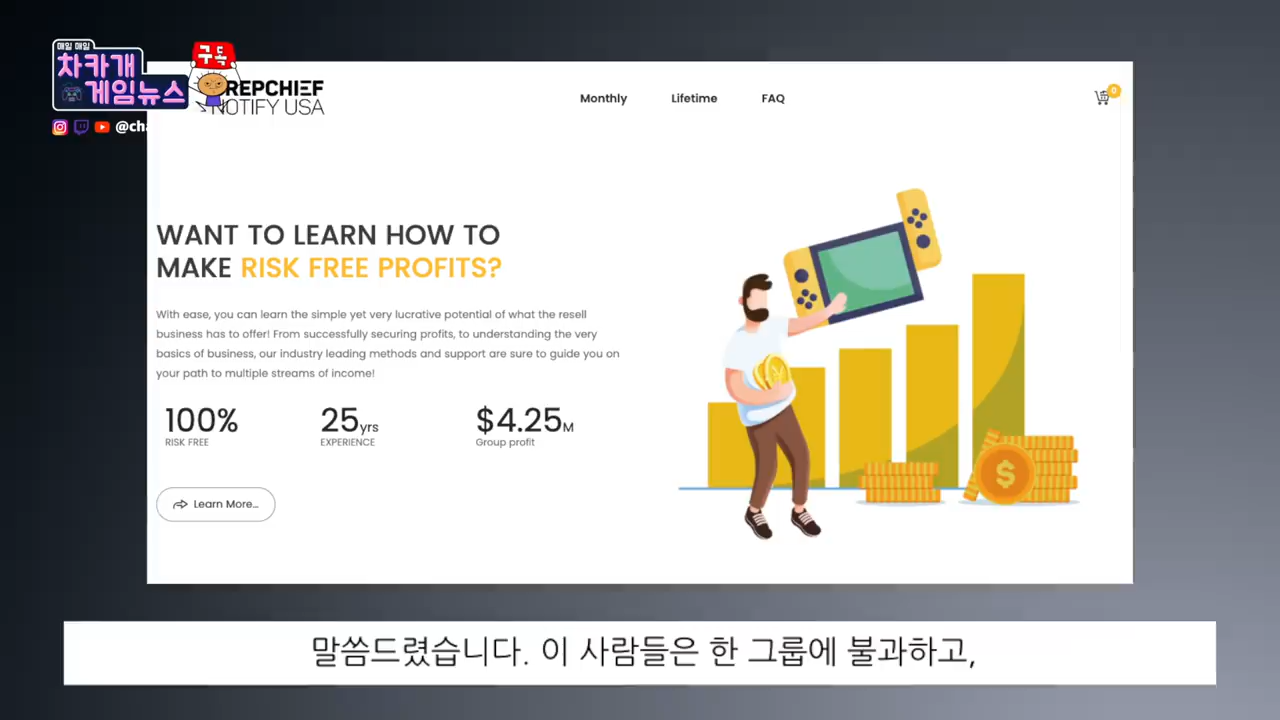 매일 매일
차카개
게임뉴스
구독
REPCHIEF
NOTIFY USA
Monthly
Lifetime
FAQ
0
@cha
WANT TO LEARN HOW TO
MAKE RISK FREE PROFITS?
With ease, you can learn the simple yet very lucrative potential of what the resell
business has to offer! From successfully securing profits, to understanding the very
basics of business, our industry leading methods and support are sure to guide you on
your path to multiple streams of income!
100%
RISK FREE
25yrs
EXPERIENCE
$4.25M
Group profit
Learn More...
말씀드렸습니다. 이 사람들은 한 그룹에 불과하고,